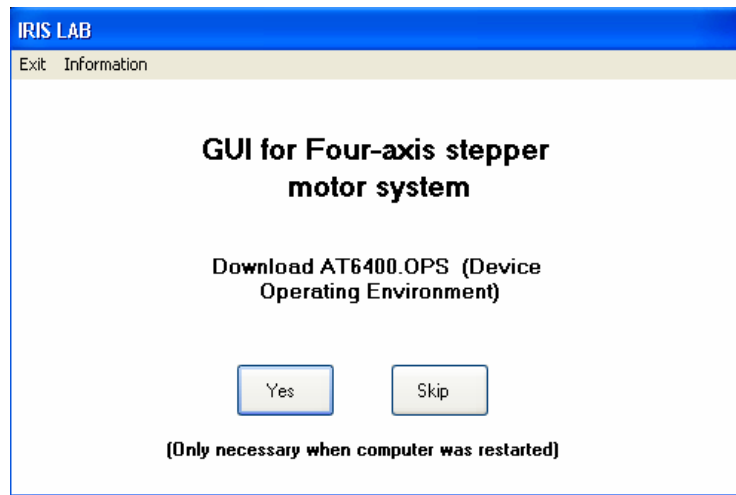 IRIS LAB
Exit Information
GUI for Four-axis stepper
motor system
Download AT6400.OPS (Device
Operating Environment)
Yes Skip
(Only necessary when computer was restarted)